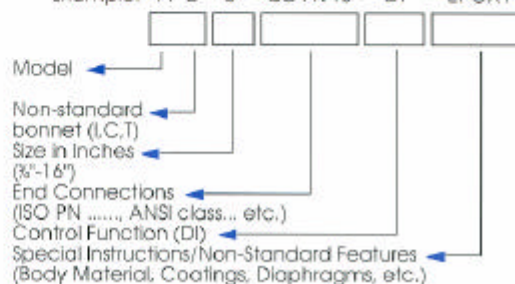 Model
Non-standard
bonnet (I,C,T)
Size in Inches
(¾"-16")
End Connections
(ISO PN ......, ANSI class... etc.)
Control Function (DI)
Special Instructions/Non-Standard Features
(Body Material, Coatings, Diaphragms, etc.)